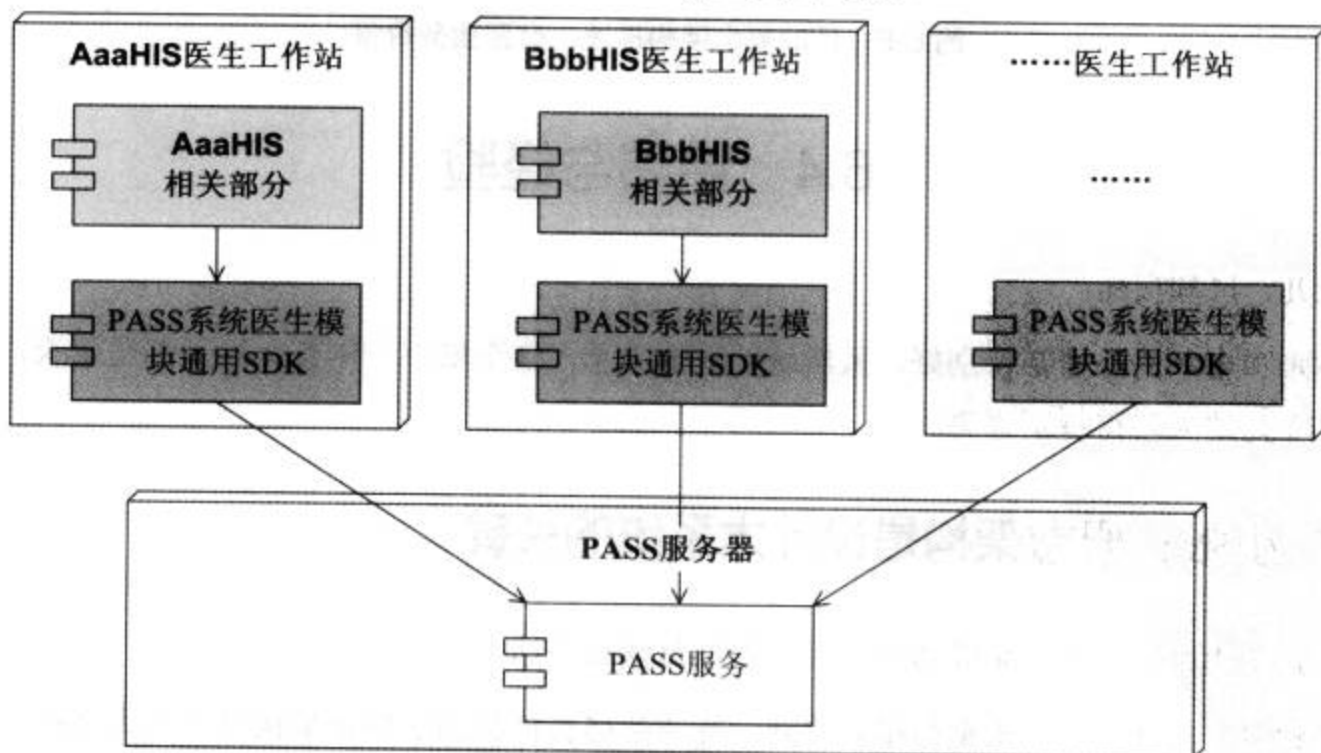 AaaHIS医生工作站
BbbHIS医生工作站
……医生工作站
AaaHIS
相关部分
BbbHIS
相关部分
……
PASS系统医生模
块通用SDK
PASS系统医生模
块通用SDK
PASS系统医生模
块通用SDK
PASS服务器
PASS服务